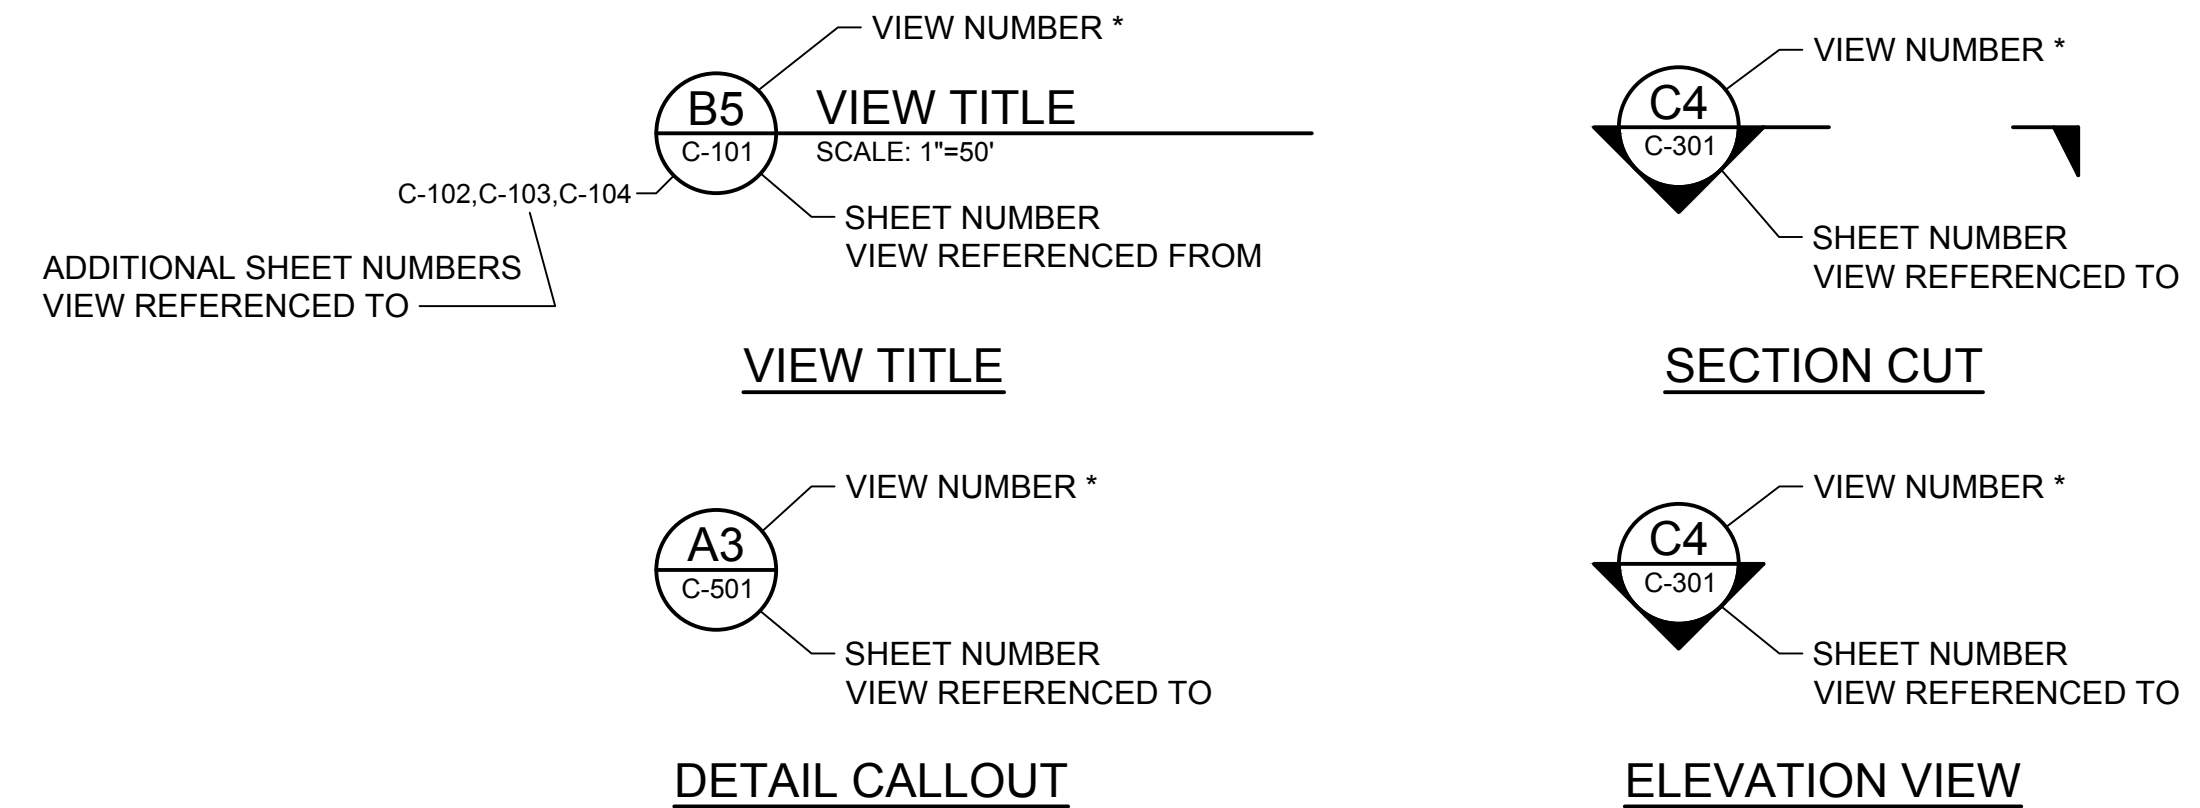 VIEW NUMBER *
B5
VIEW TITLE
C-101
SCALE: 1"=50'
C-102,C-103,C-104
SHEET NUMBER
VIEW REFERENCED FROM
ADDITIONAL SHEET NUMBERS
VIEW REFERENCED TO
VIEW TITLE
VIEW NUMBER *
C4
C-301
SHEET NUMBER
VIEW REFERENCED TO
SECTION CUT
VIEW NUMBER *
A3
C-501
SHEET NUMBER
VIEW REFERENCED TO
DETAIL CALLOUT
VIEW NUMBER *
C4
C-301
SHEET NUMBER
VIEW REFERENCED TO
ELEVATION VIEW